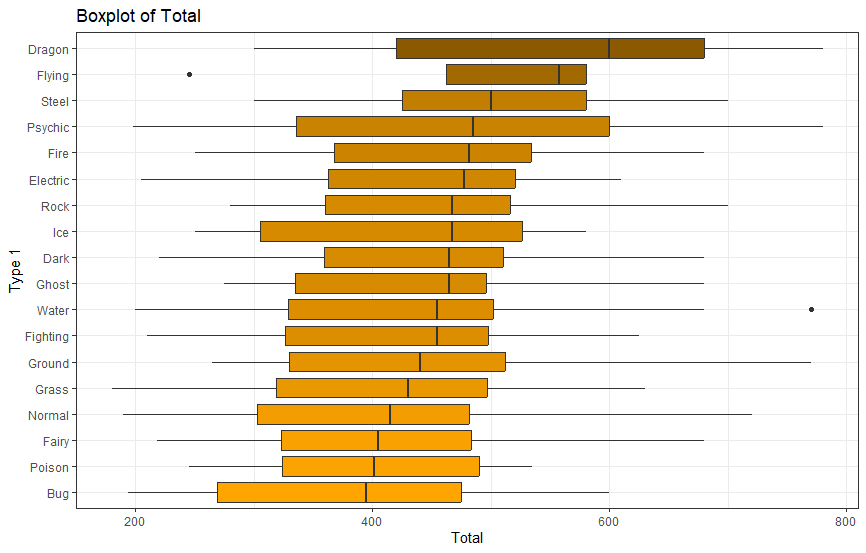 Boxplot of Total
Type 1
Dragon
Flying
Steel
Psychic
Fire
Electric
Rock
Ice
Dark
Ghost
Water
Fighting
Ground
Grass
Normal
Fairy
Poison
Bug
200 400 600 800
Total